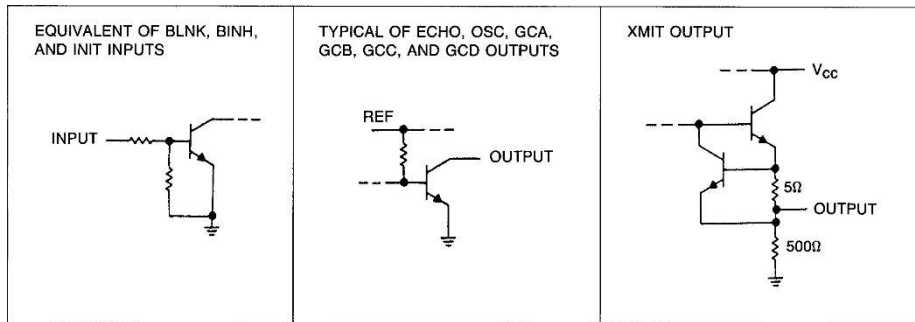 EQUIVALENT OF BLNK, BINH,
AND INIT INPUTS
INPUT
TYPICAL OF ECHO, OSC, GCA,
GCB, GCC, AND GCD OUTPUTS
REF
OUTPUT
XMIT OUTPUT
VCC
5Ω
OUTPUT
500Ω